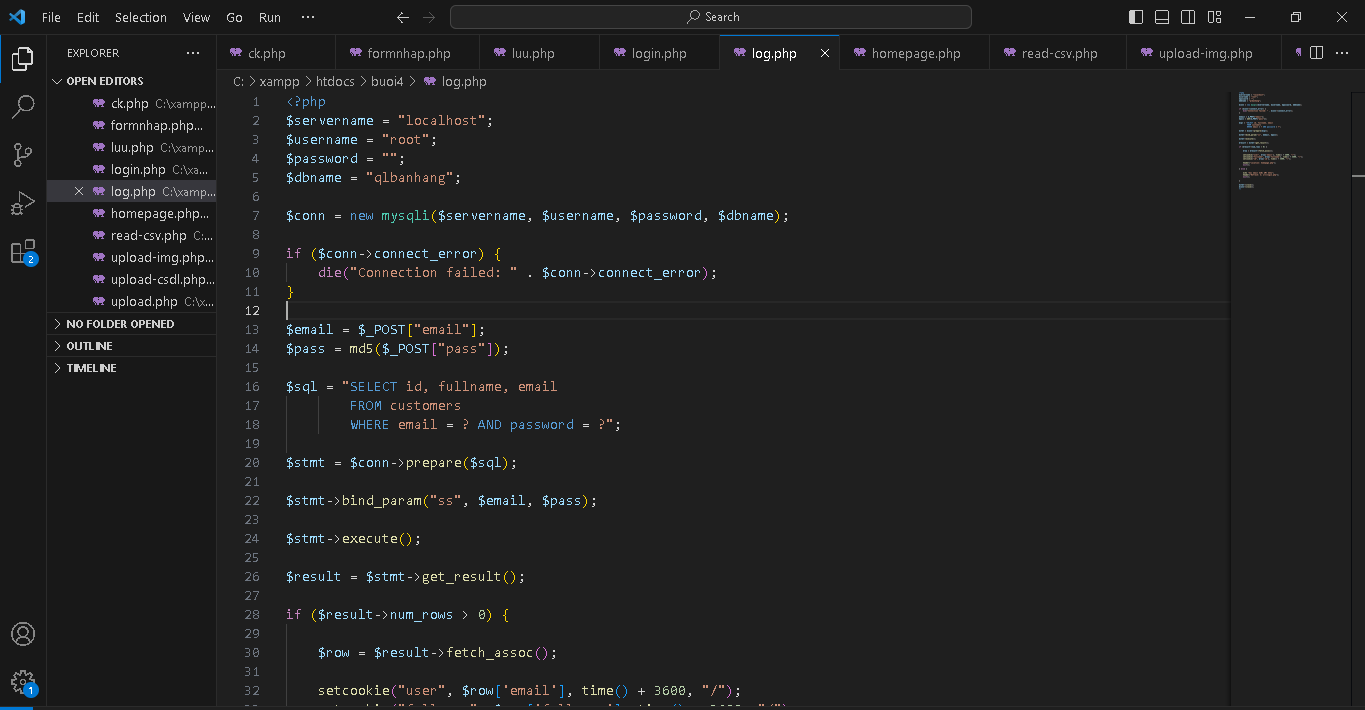 File Edit Selection View Go Run ··· Search
EXPLORER ···
ck.php formnhap.php luu.php login.php log.php homepage.php read-csv.php upload-img.php ···
OPEN EDITORS
C: > xampp > htdocs > buoi4 > log.php
ck.php C:\xampp...
formnhap.php...
luu.php C:\xamp...
login.php C:\xa...
log.php C:\xamp...
homepage.php...
read-csv.php C:...
upload-img.php...
upload-csdl.php...
upload.php C:\x...
NO FOLDER OPENED
OUTLINE
TIMELINE
2
1
1 <?php
2 $servername = "localhost";
3 $username = "root";
4 $password = "";
5 $dbname = "qlbanhang";
6
7 $conn = new mysqli($servername, $username, $password, $dbname);
8
9 if ($conn->connect_error) {
10 die("Connection failed: " . $conn->connect_error);
11 }
12
13 $email = $_POST["email"];
14 $pass = md5($_POST["pass"]);
15
16 $sql = "SELECT id, fullname, email
17 FROM customers
18 WHERE email = ? AND password = ?";
19
20 $stmt = $conn->prepare($sql);
21
22 $stmt->bind_param("ss", $email, $pass);
23
24 $stmt->execute();
25
26 $result = $stmt->get_result();
27
28 if ($result->num_rows > 0) {
29
30 $row = $result->fetch_assoc();
31
32 setcookie("user", $row['email'], time() + 3600, "/");